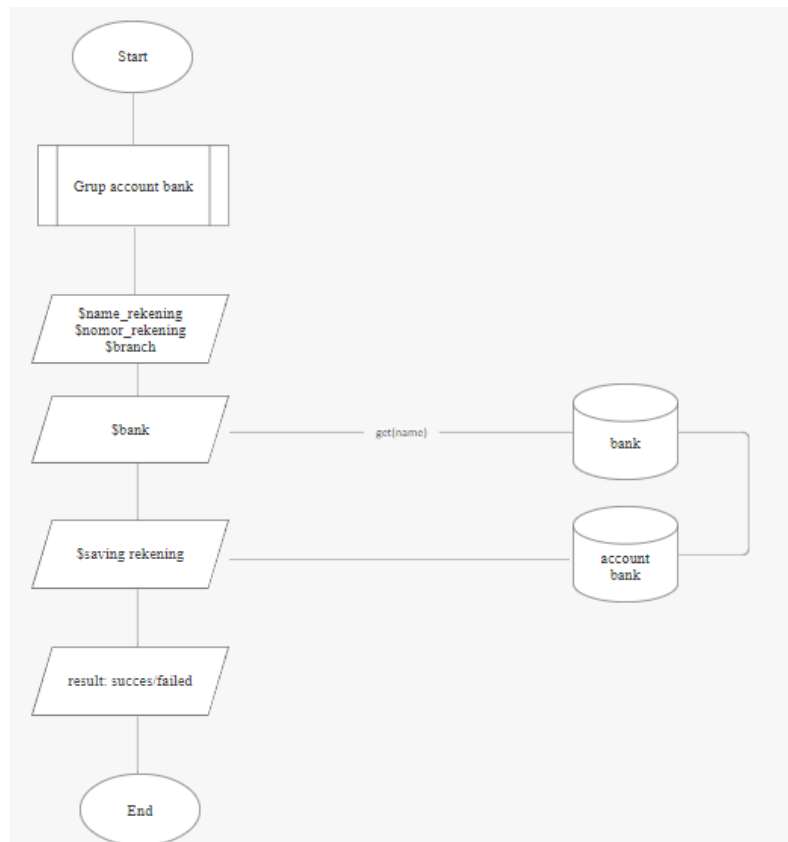 Start
Grup account bank
$name_rekening
$nomor_rekening
$branch
$bank
get(name)
bank
$saving rekening
account
bank
result: succes/failed
End